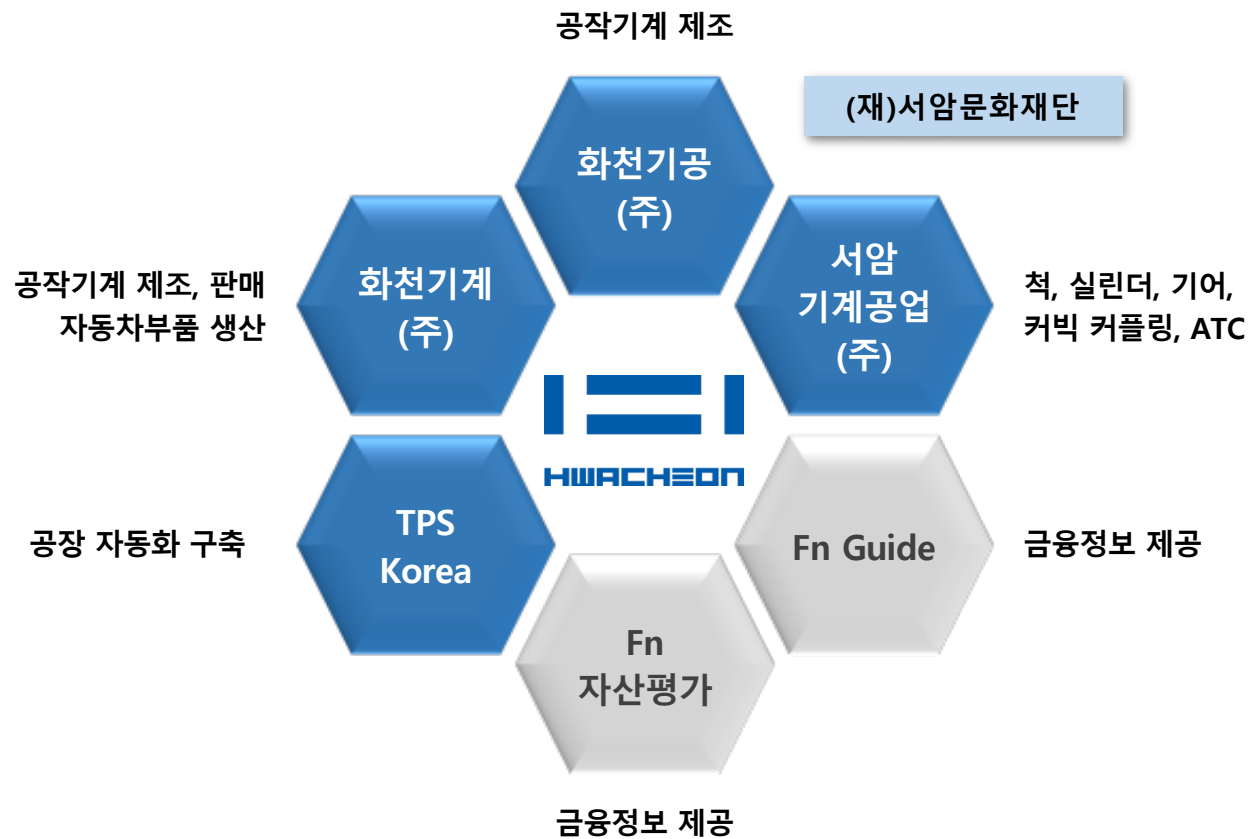 공작기계 제조
(재)서암문화재단
화천기공
(주)
화천기계
(주)
서암
기계공업
(주)
공작기계 제조, 판매
자동차부품 생산
척, 실린더, 기어,
커빅 커플링, ATC
HWACHEON
TPS
Korea
공장 자동화 구축
Fn Guide
금융정보 제공
Fn
자산평가
금융정보 제공